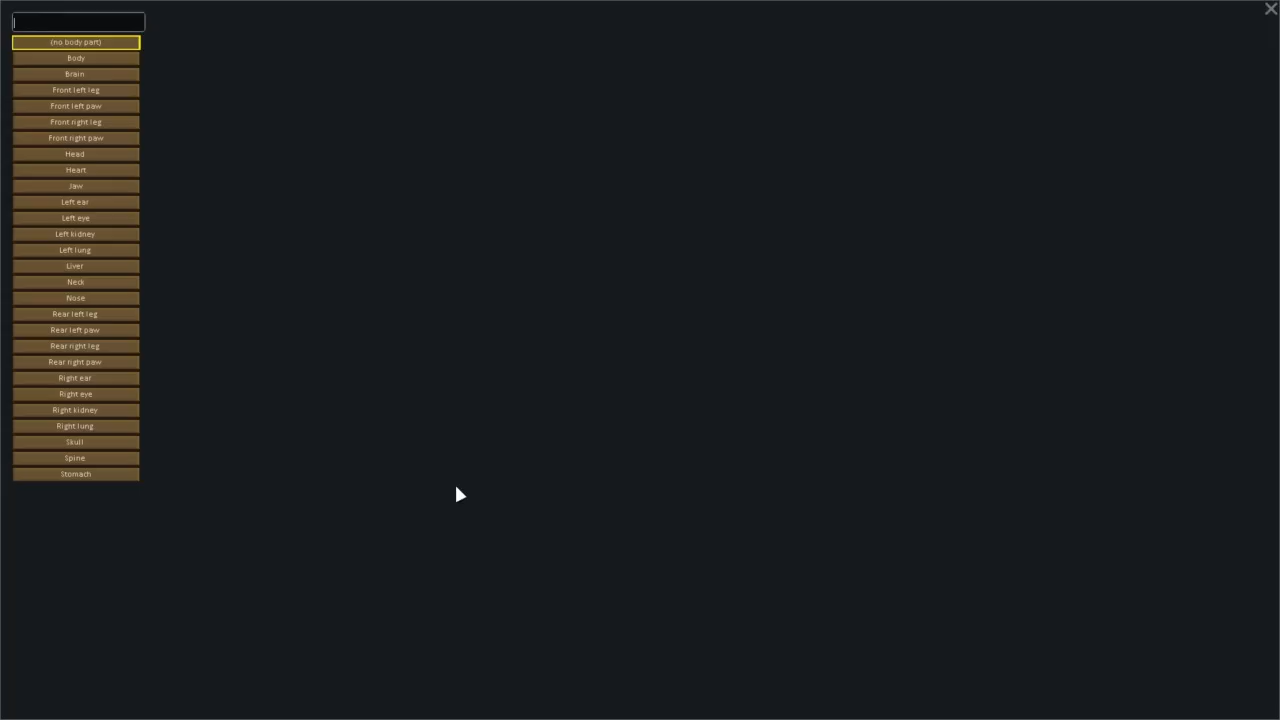 (no body part)
Body
Brain
Front left leg
Front left paw
Front right leg
Front right paw
Head
Heart
Jaw
Left ear
Left eye
Left kidney
Left lung
Liver
Neck
Nose
Rear left leg
Rear left paw
Rear right leg
Rear right paw
Right ear
Right eye
Right kidney
Right lung
Skull
Spine
Stomach